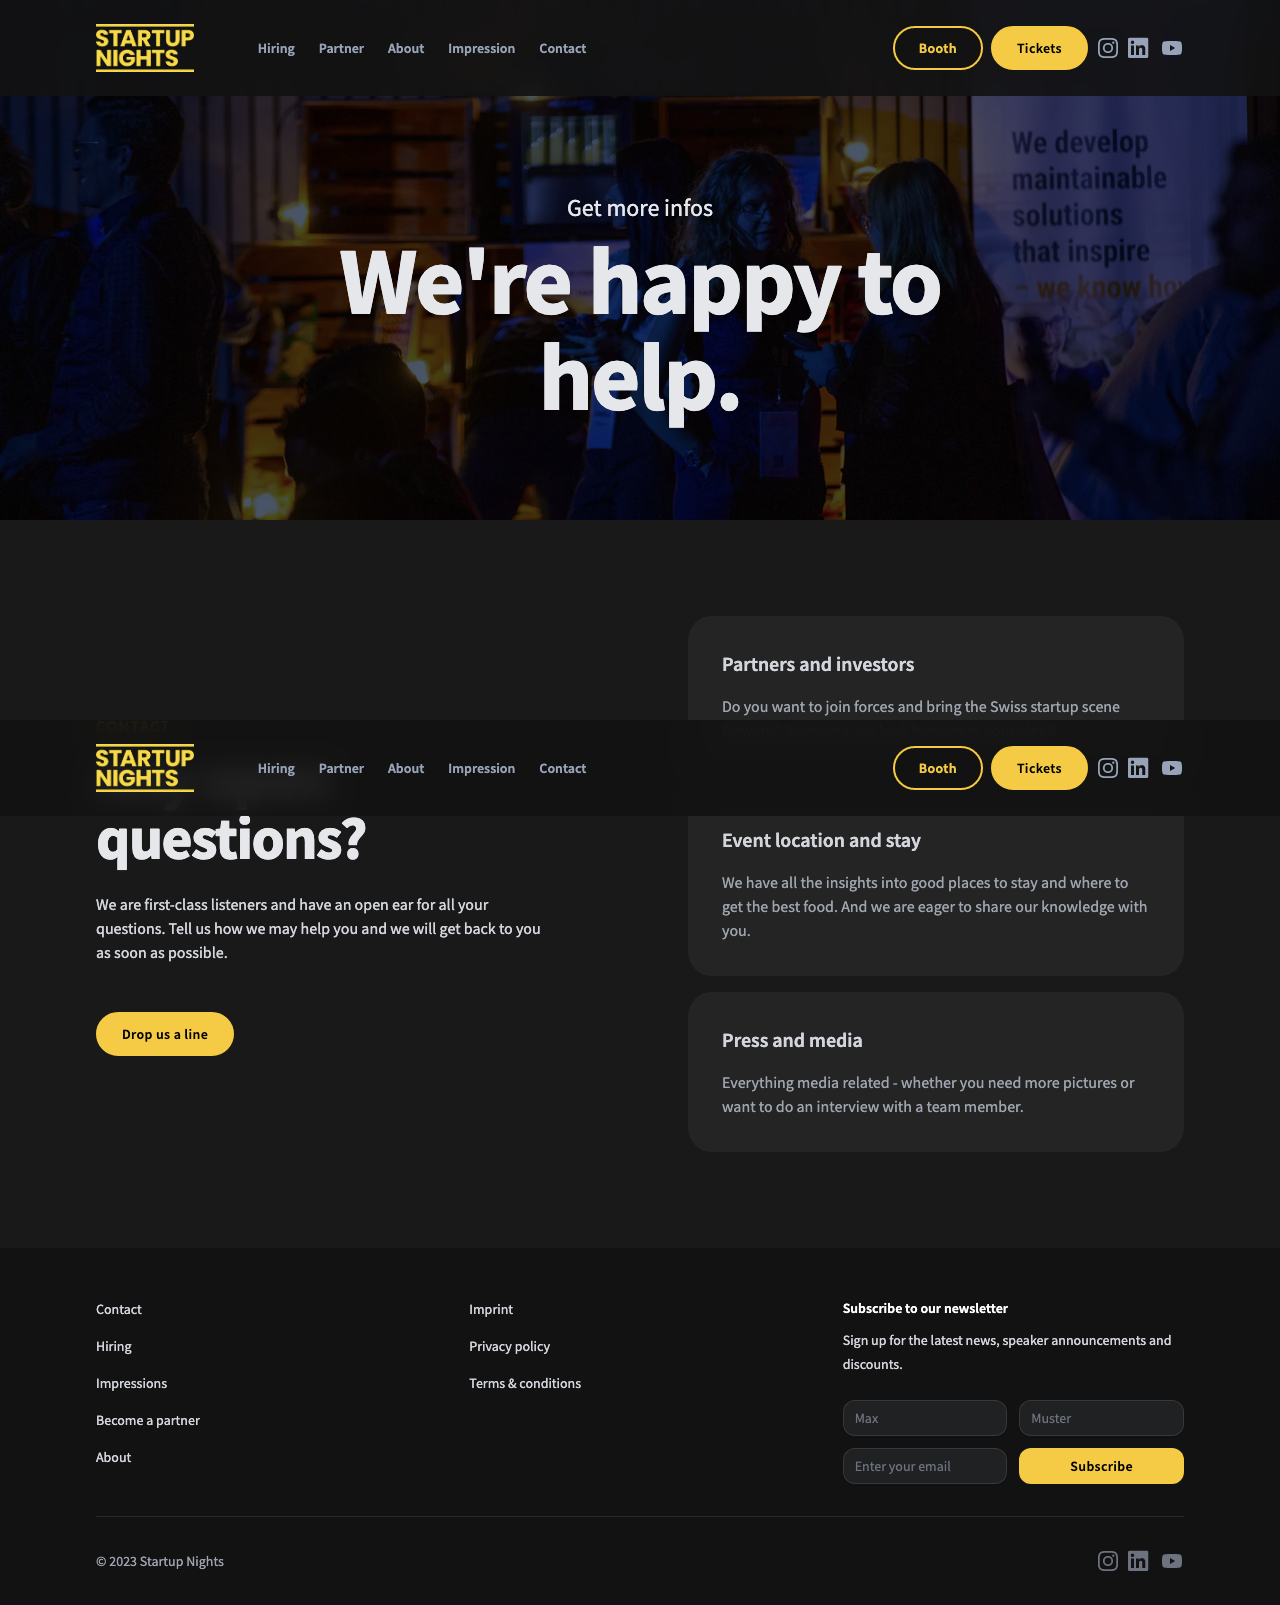 STARTUP
NIGHTS
Hiring
Partner
About
Impression
Contact
Booth
Tickets
We develop
maintainable
solutions
that inspire
– we know how
Get more infos
We're happy to
help.
Partners and investors
Do you want to join forces and bring the Swiss startup scene
CONTACT
STARTUP
NIGHTS
Hiring
Partner
About
Impression
Contact
Booth
Tickets
questions?
We are first-class listeners and have an open ear for all your
questions. Tell us how we may help you and we will get back to you
as soon as possible.
Drop us a line
Event location and stay
We have all the insights into good places to stay and where to
get the best food. And we are eager to share our knowledge with
you.
Press and media
Everything media related - whether you need more pictures or
want to do an interview with a team member.
Contact
Hiring
Impressions
Become a partner
About
Imprint
Privacy policy
Terms & conditions
Subscribe to our newsletter
Sign up for the latest news, speaker announcements and
discounts.
Max
Muster
Enter your email
Subscribe
© 2023 Startup Nights